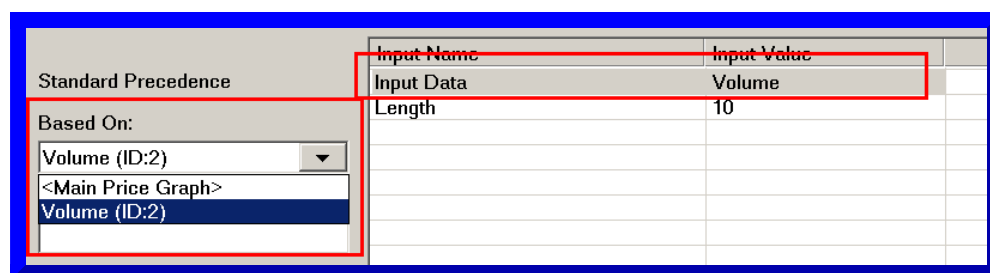 Input Name Input Value
Standard Precedence
Input Data Volume
Length 10
Based On:
Volume (ID:2)
<Main Price Graph>
Volume (ID:2)